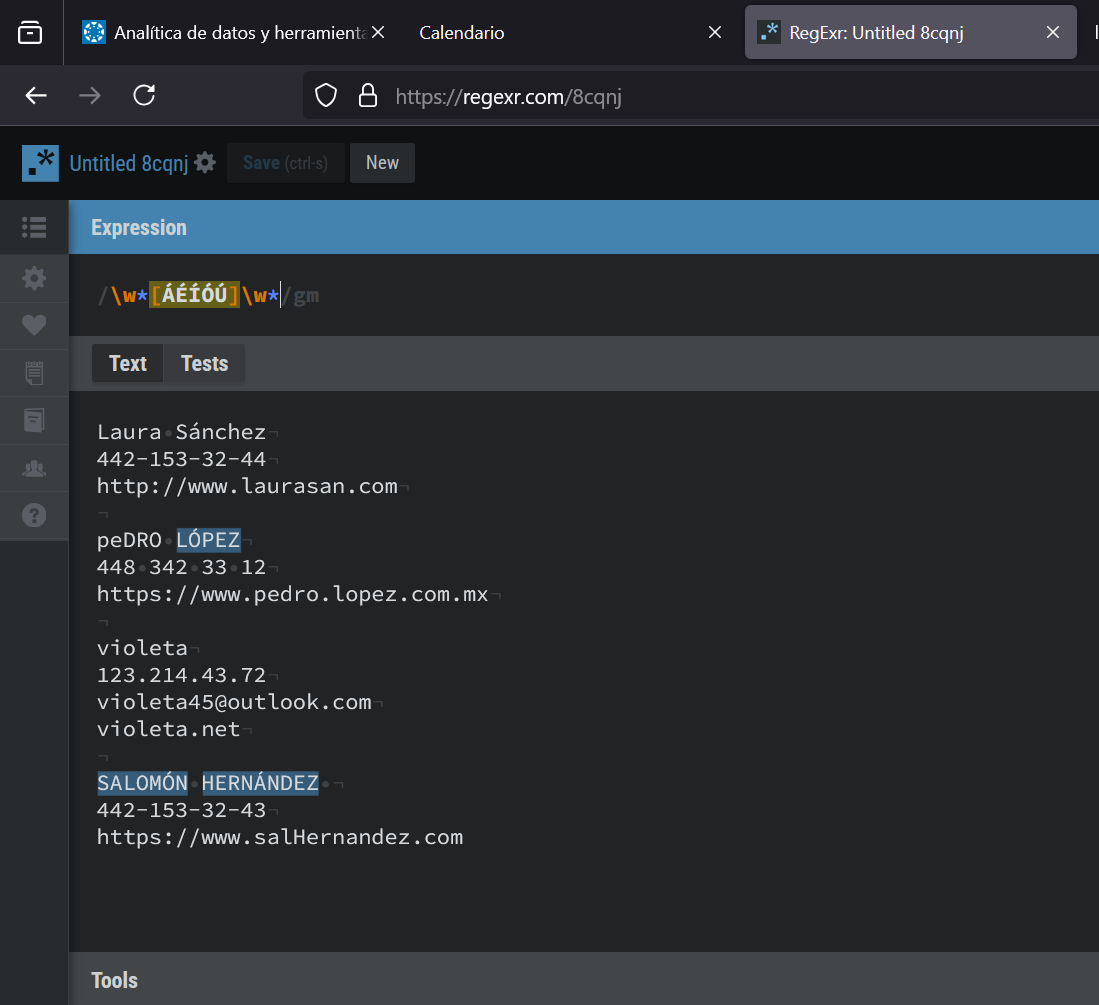 Analítica de datos y herramienta
Calendario
RegExr: Untitled 8cqnj
https://regexr.com/8cqnj
.* Untitled 8cqnj Save (ctrl-s) New
Expression
/\w*[ÁÉÍÓÚ]\w*/gm
Text Tests
Laura Sánchez
442-153-32-44
http://www.laurasan.com
peDRO LÓPEZ
448 342 33 12
https://www.pedro.lopez.com.mx
violeta
123.214.43.72
violeta45@outlook.com
violeta.net
SALOMÓN HERNÁNDEZ
442-153-32-43
https://www.salHernandez.com
Tools